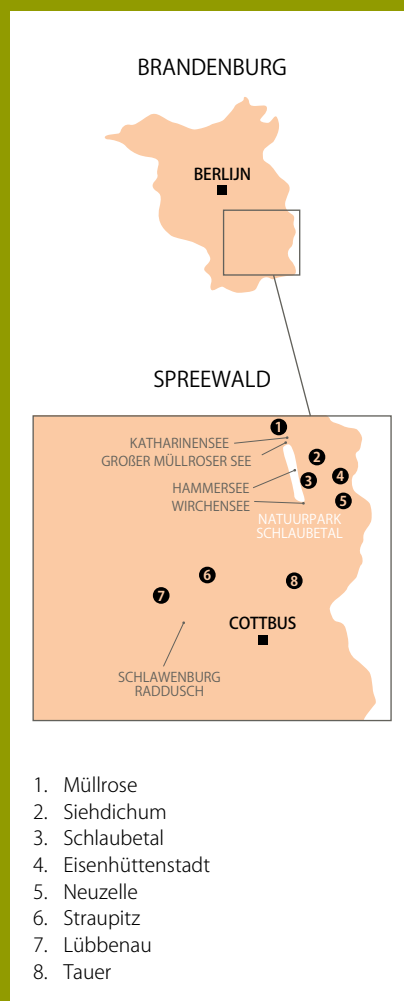 BRANDENBURG
BERLIJN
SPREEWALD
1
KATHARINENSEE
GROßER MÜLLROSER SEE
2
3
4
HAMMERSEE
WIRCHENSEE
5
NATUURPARK
SCHLAUBETAL
6
8
7
COTTBUS
SCHLAWENBURG
RADDUSCH
1. Müllrose
2. Siehdichum
3. Schlaubetal
4. Eisenhüttenstadt
5. Neuzelle
6. Straupitz
7. Lübbenau
8. Tauer